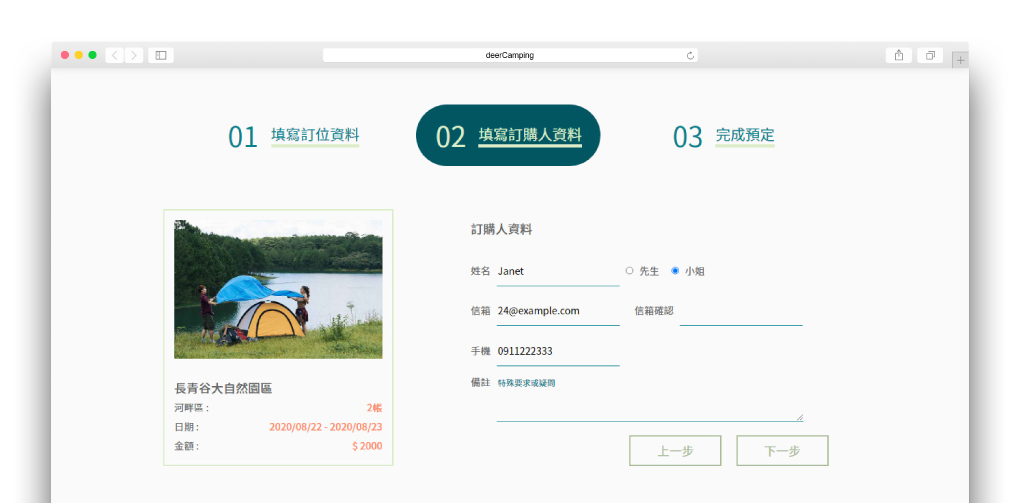 deerCamping
01 填寫訂位資料
02 填寫訂購人資料
03 完成預定
長青谷大自然園區
河畔區 : 2帳
日期 : 2020/08/22 - 2020/08/23
金額 : $ 2000
訂購人資料
姓名 Janet 先生 小姐
信箱 24@example.com 信箱確認
手機 0911222333
備註 特殊要求或疑問
上一步 下一步